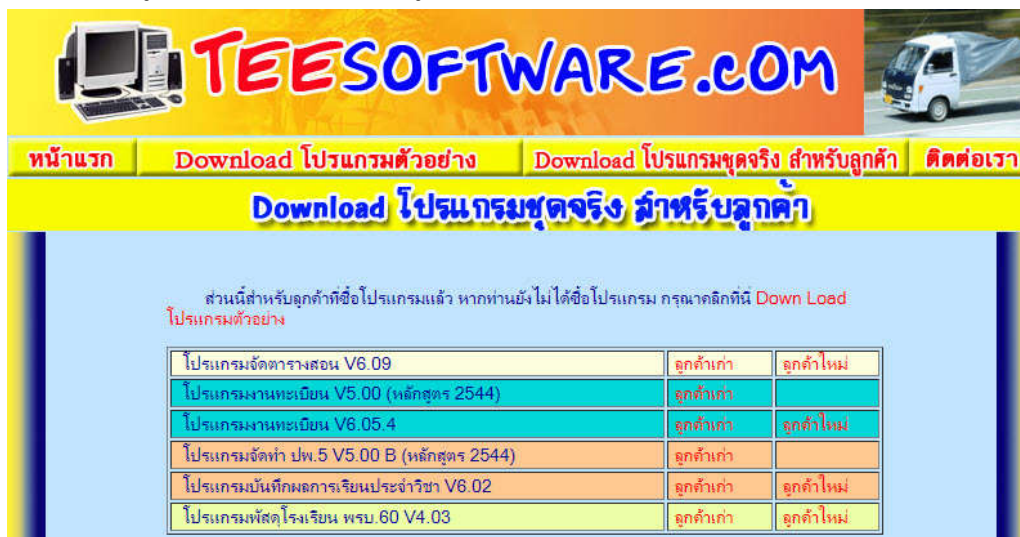 TEESOFTWARE.COM
หน้าแรก Download โปรแกรมตัวอย่าง Download โปรแกรมชุดจริง สำหรับลูกค้า ติดต่อเรา
Download โปรแกรมชุดจริง สำหรับลูกค้า
ส่วนนี้สำหรับลูกค้าที่ซื้อโปรแกรมแล้ว หากท่านยังไม่ได้ซื้อโปรแกรม กรุณาคลิกที่นี่ Down Load
โปรแกรมตัวอย่าง
โปรแกรมจัดตารางสอน V6.09 ลูกค้าเก่า ลูกค้าใหม่
โปรแกรมงานทะเบียน V5.00 (หลักสูตร 2544) ลูกค้าเก่า
โปรแกรมงานทะเบียน V6.05.4 ลูกค้าเก่า ลูกค้าใหม่
โปรแกรมจัดทำ ปพ.5 V5.00 B (หลักสูตร 2544) ลูกค้าเก่า
โปรแกรมบันทึกผลการเรียนประจำวิชา V6.02 ลูกค้าเก่า ลูกค้าใหม่
โปรแกรมพัสดุโรงเรียน พรบ.60 V4.03 ลูกค้าเก่า ลูกค้าใหม่